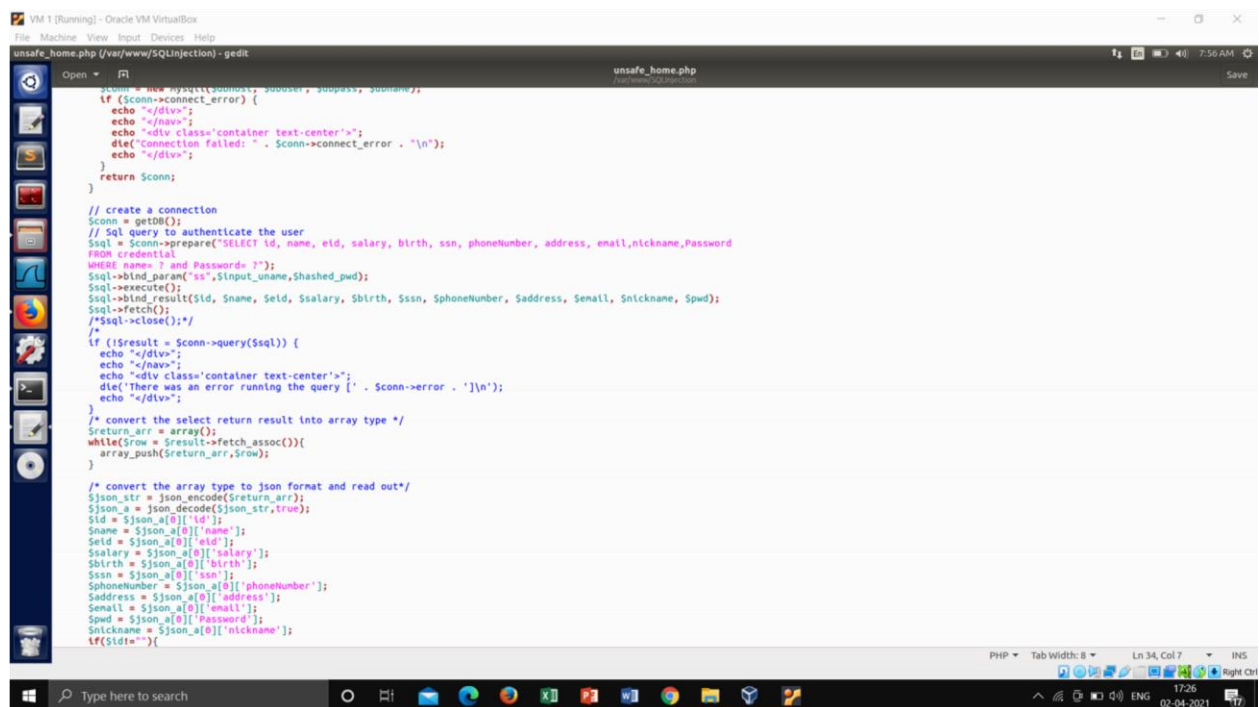 VM 1 [Running] - Oracle VM VirtualBox
File Machine View Input Devices Help
unsafe_home.php (/var/www/SQLInjection) - gedit
En 7:56 AM
Open
unsafe_home.php
/var/www/SQLInjection
Save
$conn = new mysqli($dbhost, $dbuser, $dbpass, $dbname);
if ($conn->connect_error) {
echo "</div>";
echo "</nav>";
echo "<div class='container text-center'>";
die("Connection failed: " . $conn->connect_error . "\n");
echo "</div>";
}
return $conn;
}
// create a connection
$conn = getDB();
// Sql query to authenticate the user
$sql = $conn->prepare("SELECT id, name, eid, salary, birth, ssn, phoneNumber, address, email,nickname,Password
FROM credential
WHERE name= ? and Password= ?");
$sql->bind_param("ss",$input_uname,$hashed_pwd);
$sql->execute();
$sql->bind_result($id, $name, $eid, $salary, $birth, $ssn, $phoneNumber, $address, $email, $nickname, $pwd);
$sql->fetch();
/*$sql->close();*/
/*
if (!$result = $conn->query($sql)) {
echo "</div>";
echo "</nav>";
echo "<div class='container text-center'>";
die('There was an error running the query [' . $conn->error . ']\n');
echo "</div>";
}
/* convert the select return result into array type */
$return_arr = array();
while($row = $result->fetch_assoc()){
array_push($return_arr,$row);
}
/* convert the array type to json format and read out*/
$json_str = json_encode($return_arr);
$json_a = json_decode($json_str,true);
$id = $json_a[0]['id'];
$name = $json_a[0]['name'];
$eid = $json_a[0]['eid'];
$salary = $json_a[0]['salary'];
$birth = $json_a[0]['birth'];
$ssn = $json_a[0]['ssn'];
$phoneNumber = $json_a[0]['phoneNumber'];
$address = $json_a[0]['address'];
$email = $json_a[0]['email'];
$pwd = $json_a[0]['Password'];
$nickname = $json_a[0]['nickname'];
if($id!=""){
PHP Tab Width: 8 Ln 34, Col 7 INS
Right Ctrl
Type here to search
ENG
17:26
02-04-2021
17